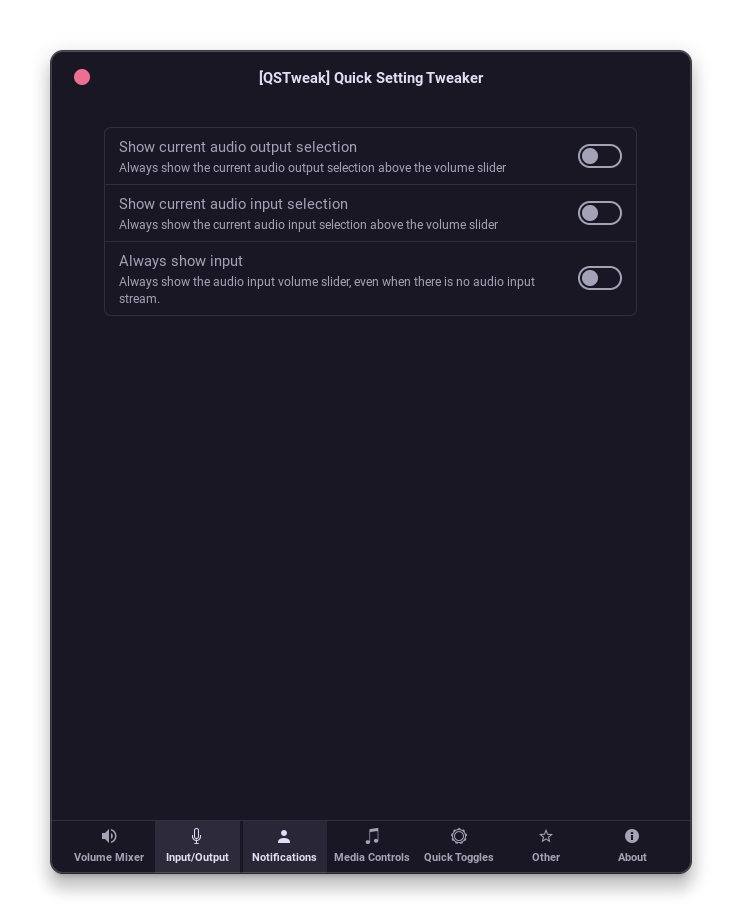 [QSTweak] Quick Setting Tweaker
Show current audio output selection
Always show the current audio output selection above the volume slider
Show current audio input selection
Always show the current audio input selection above the volume slider
Always show input
Always show the audio input volume slider, even when there is no audio input
stream.
Volume Mixer
Input/Output
Notifications
Media Controls
Quick Toggles
Other
About